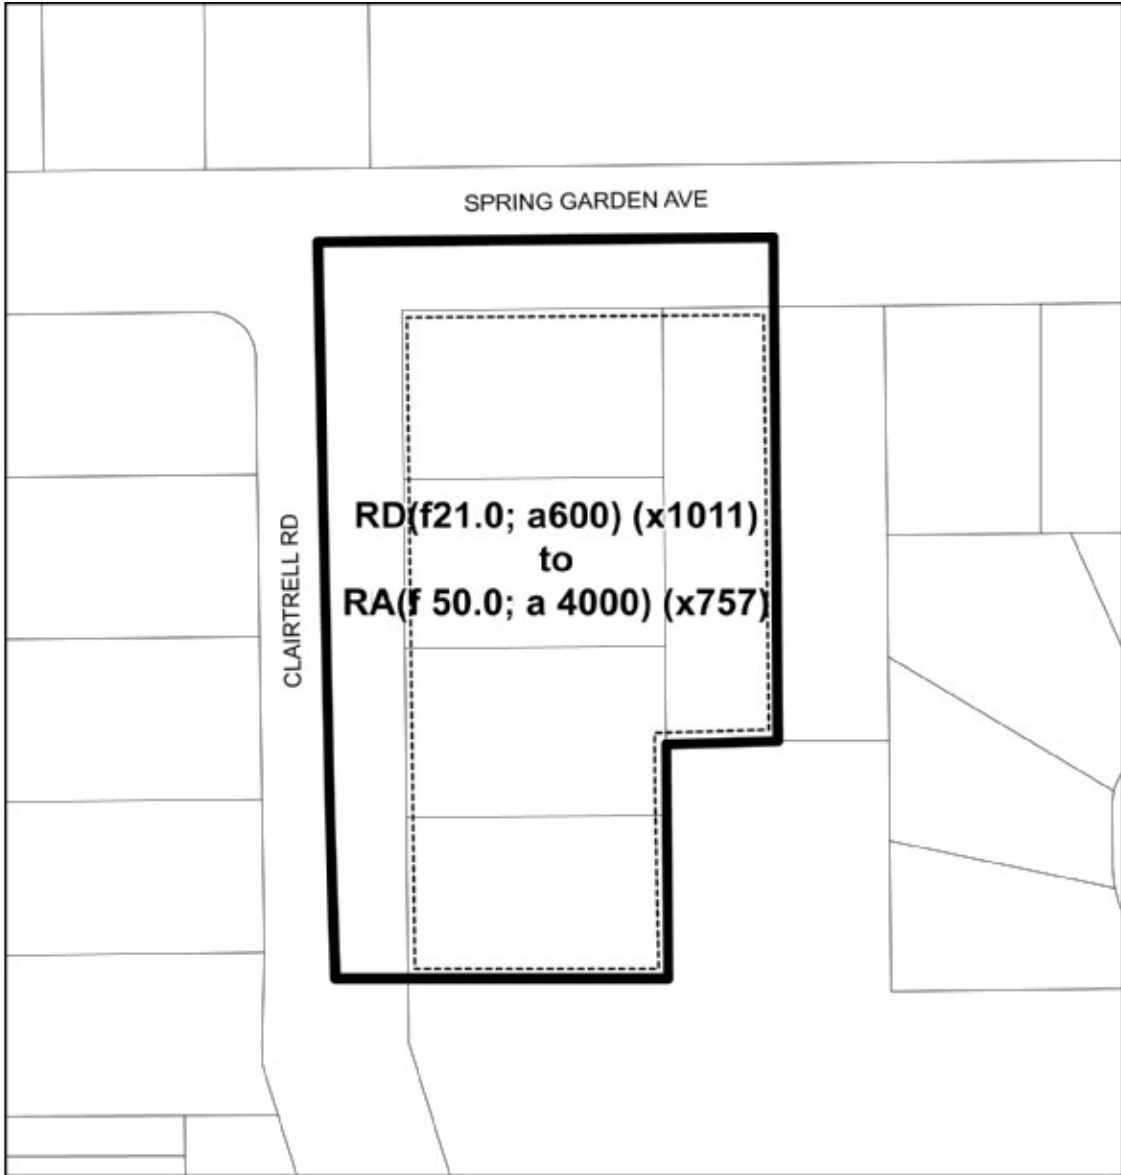 SPRING GARDEN AVE
CLAIRTRELL RD
RD(f21.0; a600) (x1011)
to
RA(f 50.0; a 4000) (x757)